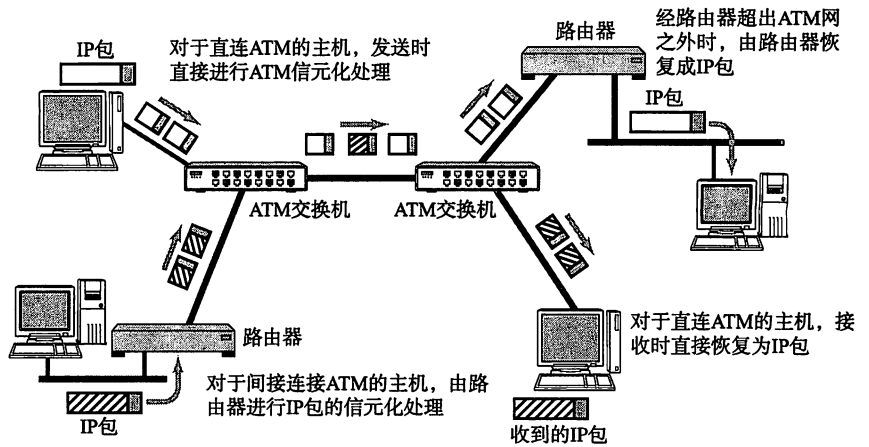 IP包
对于直连ATM的主机，发送时
直接进行ATM信元化处理
路由器
经路由器超出ATM网
之外时，由路由器恢
复成IP包
IP包
ATM交换机
ATM交换机
路由器
对于间接连接ATM的主机，由路
由器进行IP包的信元化处理
IP包
对于直连ATM的主机，接
收时直接恢复为IP包
收到的IP包